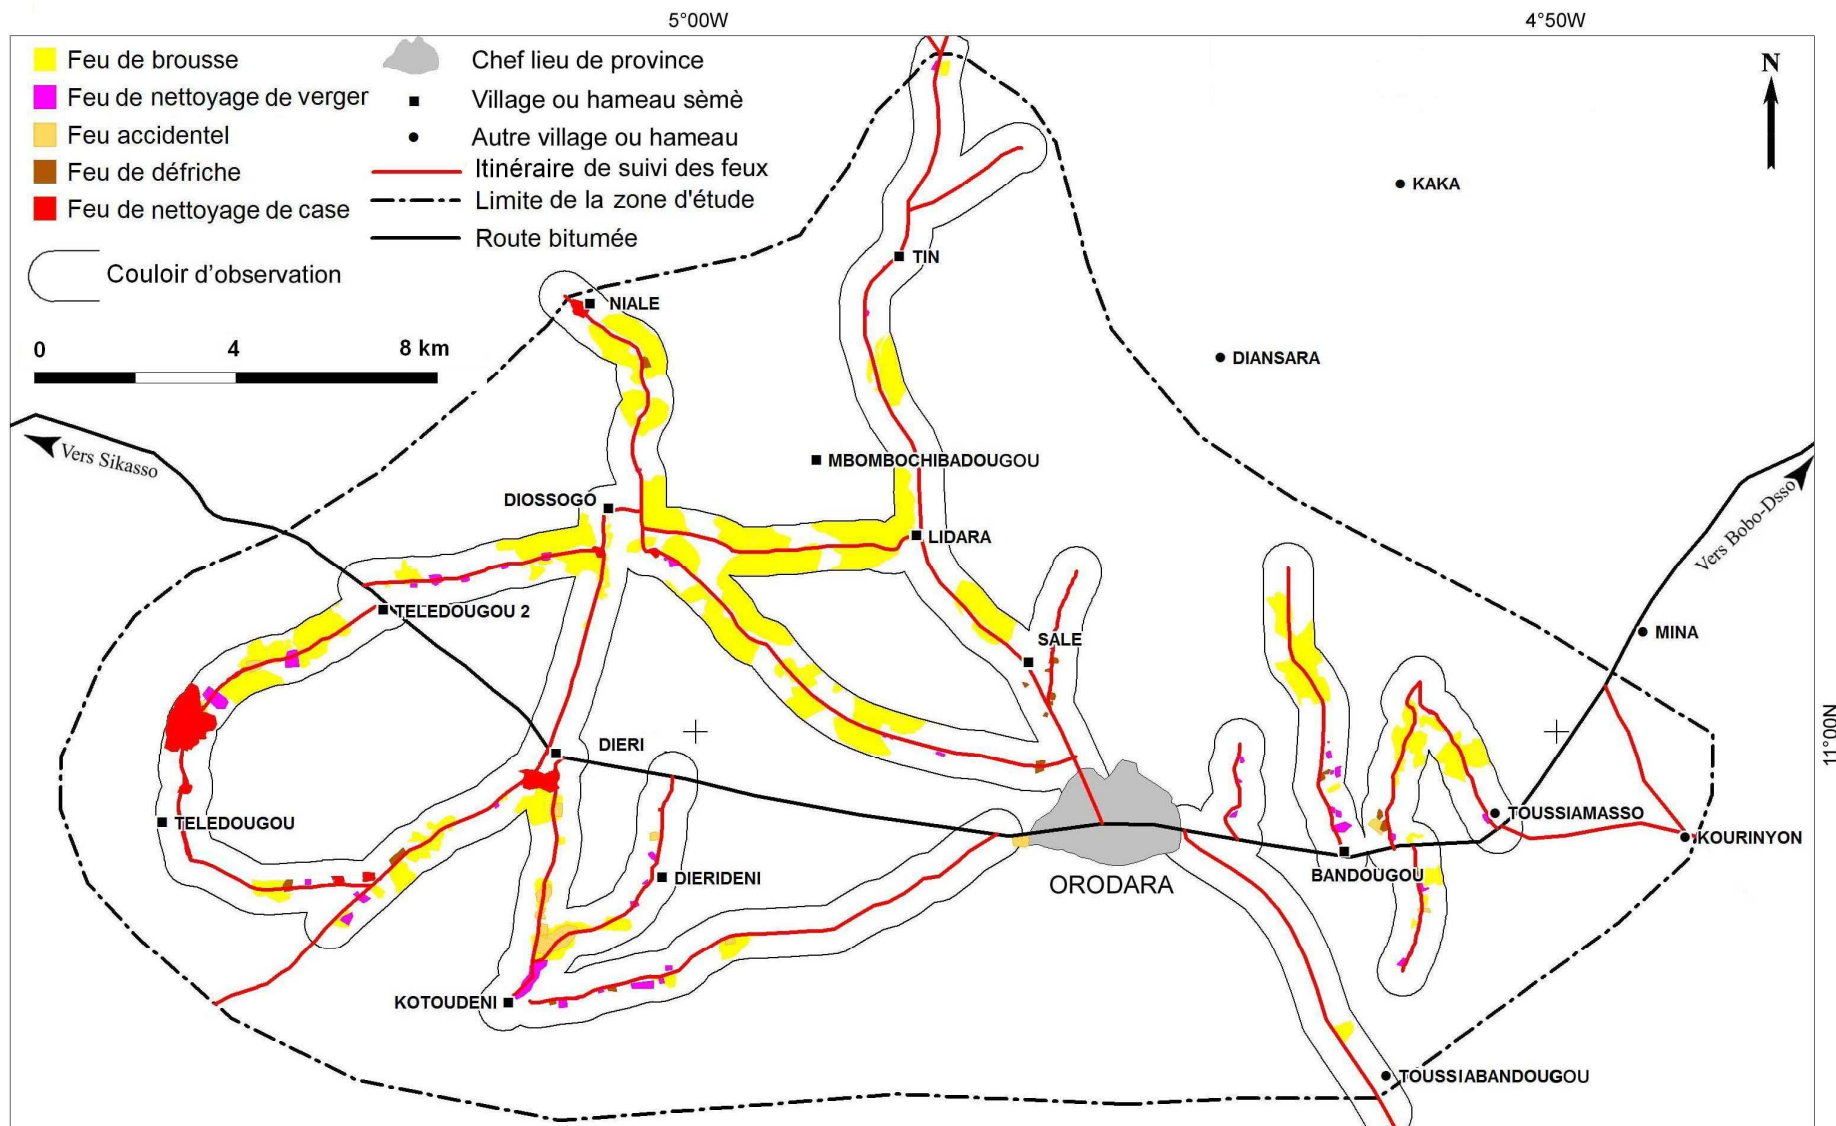 5°00W
4°50W
Feu de brousse
Feu de nettoyage de verger
Feu accidentel
Feu de défriche
Feu de nettoyage de case
Couloir d'observation
Chef lieu de province
Village ou hameau sèmè
Autre village ou hameau
Itinéraire de suivi des feux
Limite de la zone d'étude
Route bitumée
0 4 8 km
N
KAKA
TIN
NIALE
DIANSARA
Vers Sikasso
MBOMBOCHIBADOUGOU
DIOSSOGO
LIDARA
Vers Bobo-Dsso
TELEDOUGOU 2
SALE
MINA
11°00N
DIERI
TELEDOUGOU
TOUSSIAMASSO
KOURINYON
DIERIDENI
ORODARA
BANDOUGOU
KOTOUDENI
TOUSSIABANDOUGOU